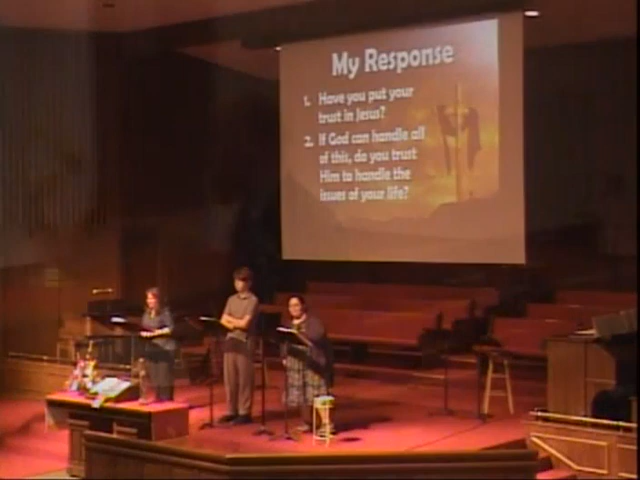 My Response
1. Have you put your
trust in Jesus?
2. If God can handle all
of this, do you trust
Him to handle the
issues of your life?